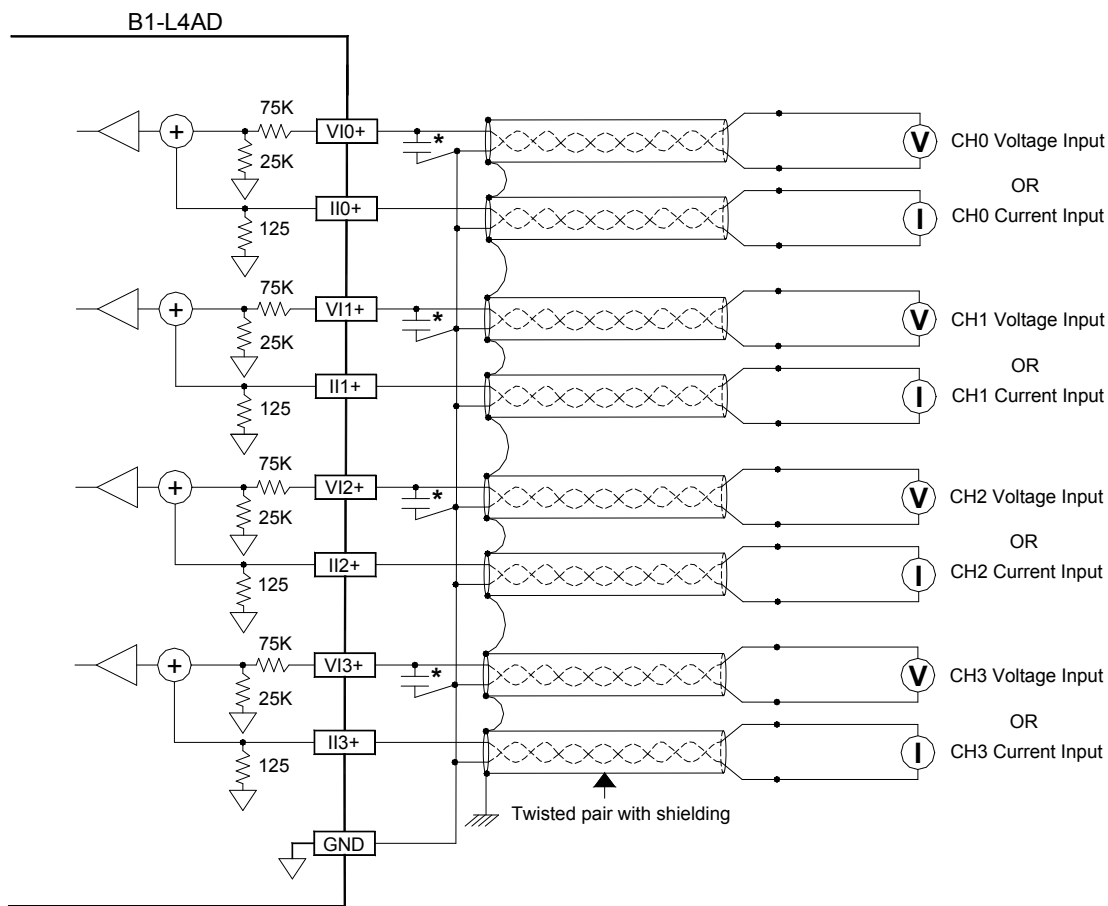 B1-L4AD
75K
VI0+
*
V
CH0 Voltage Input
+
25K
OR
II0+
I
CH0 Current Input
125
75K
VI1+
*
V
CH1 Voltage Input
+
25K
OR
II1+
I
CH1 Current Input
125
75K
VI2+
*
V
CH2 Voltage Input
+
25K
OR
II2+
I
CH2 Current Input
125
75K
VI3+
*
V
CH3 Voltage Input
+
25K
OR
II3+
I
CH3 Current Input
125
Twisted pair with shielding
GND